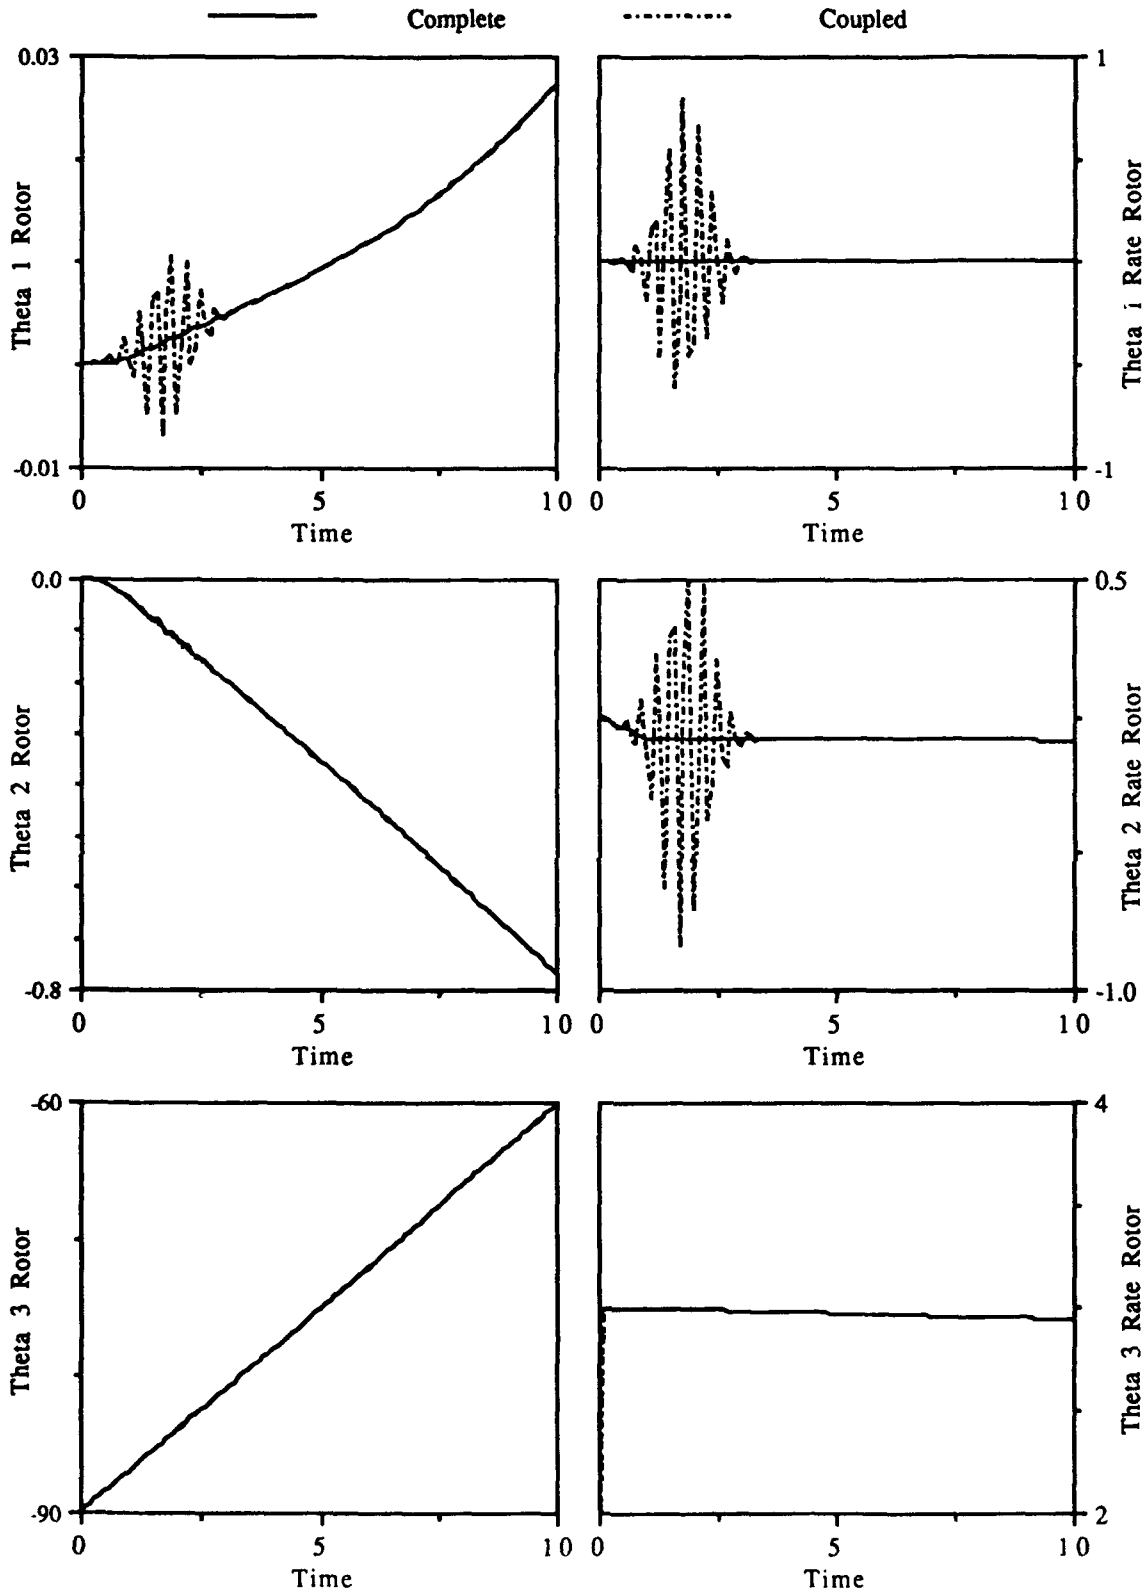 Complete
Coupled
0.03
-0.01
Theta 1 Rotor
0
5
10
Time
1
-1
Theta 1 Rate Rotor
0
5
10
Time
0.0
-0.8
Theta 2 Rotor
0
5
10
Time
0.5
-1.0
Theta 2 Rate Rotor
0
5
10
Time
-60
-90
Theta 3 Rotor
0
5
10
Time
4
2
Theta 3 Rate Rotor
0
5
10
Time